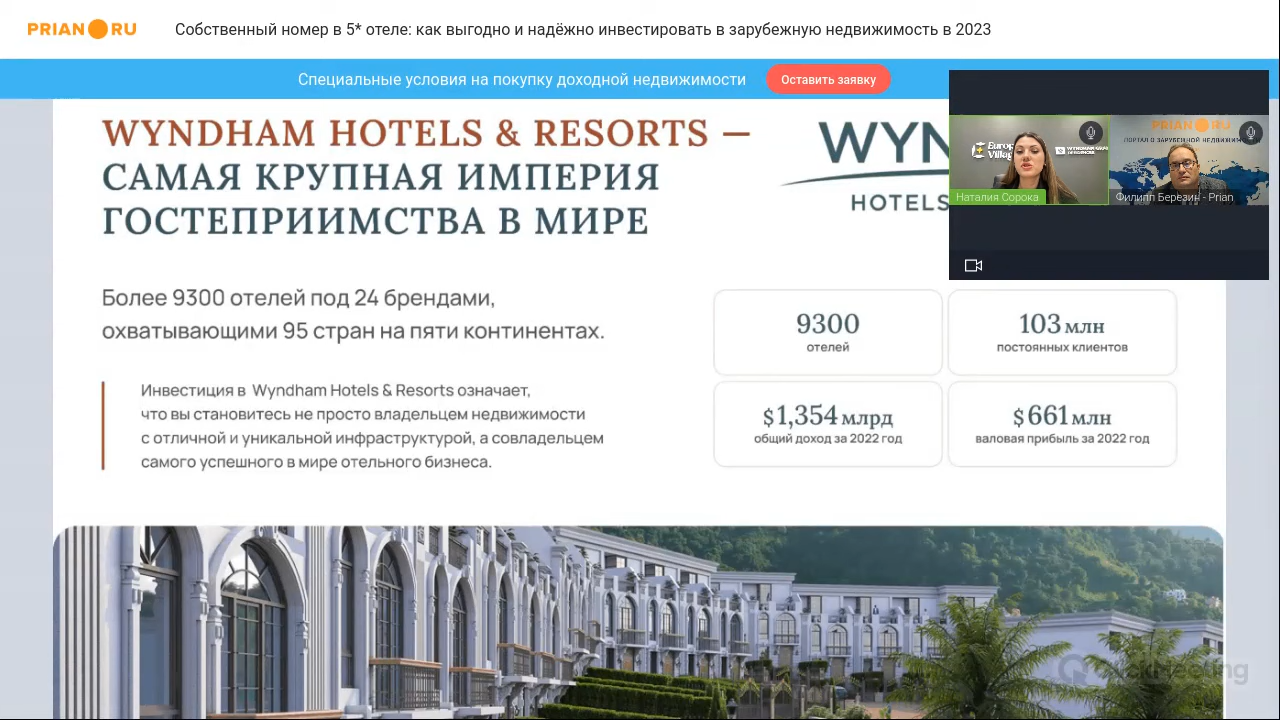 PRIAN RU
Собственный номер в 5* отеле: как выгодно и надёжно инвестировать в зарубежную недвижимость в 2023
Специальные условия на покупку доходной недвижимости
Оставить заявку
WYNDHAM HOTELS & RESORTS —
САМАЯ КРУПНАЯ ИМПЕРИЯ
ГОСТЕПРИИМСТВА В МИРЕ
WYN
HOTELS
PRIAN RU
Наталия Сорока
Филипп Березин - Prian
Более 9300 отелей под 24 брендами,
охватывающими 95 стран на пяти континентах.
Инвестиция в Wyndham Hotels & Resorts означает,
что вы становитесь не просто владельцем недвижимости
с отличной и уникальной инфраструктурой, а совладельцем
самого успешного в мире отельного бизнеса.
9300
отелей
103 млн
постоянных клиентов
$1,354 млрд
общий доход за 2022 год
$661 млн
валовая прибыль за 2022 год
ClickMeeting